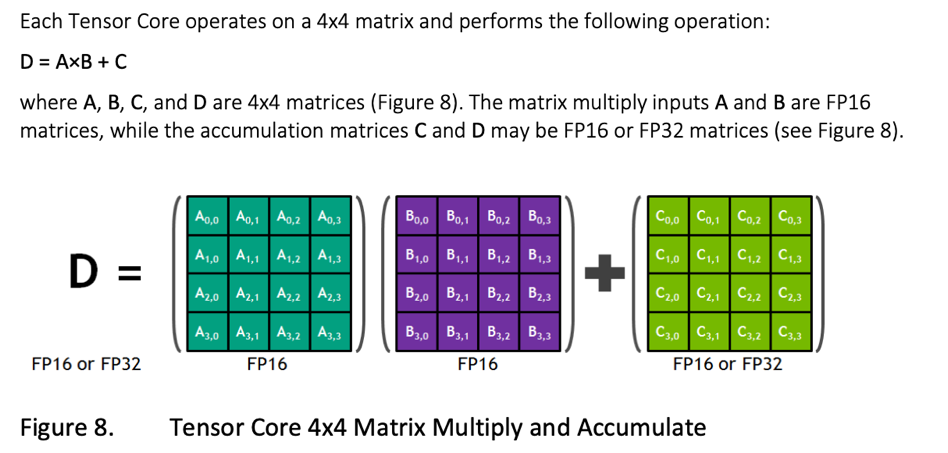 Each Tensor Core operates on a 4x4 matrix and performs the following operation:
D = A×B + C
where A, B, C, and D are 4x4 matrices (Figure 8). The matrix multiply inputs A and B are FP16
matrices, while the accumulation matrices C and D may be FP16 or FP32 matrices (see Figure 8).
A0,0 A0,1 A0,2 A0,3 B0,0 B0,1 B0,2 B0,3 C0,0 C0,1 C0,2 C0,3
D = A1,0 A1,1 A1,2 A1,3 B1,0 B1,1 B1,2 B1,3 + C1,0 C1,1 C1,2 C1,3
A2,0 A2,1 A2,2 A2,3 B2,0 B2,1 B2,2 B2,3 C2,0 C2,1 C2,2 C2,3
A3,0 A3,1 A3,2 A3,3 B3,0 B3,1 B3,2 B3,3 C3,0 C3,1 C3,2 C3,3
FP16 or FP32 FP16 FP16 FP16 or FP32
Figure 8. Tensor Core 4x4 Matrix Multiply and Accumulate